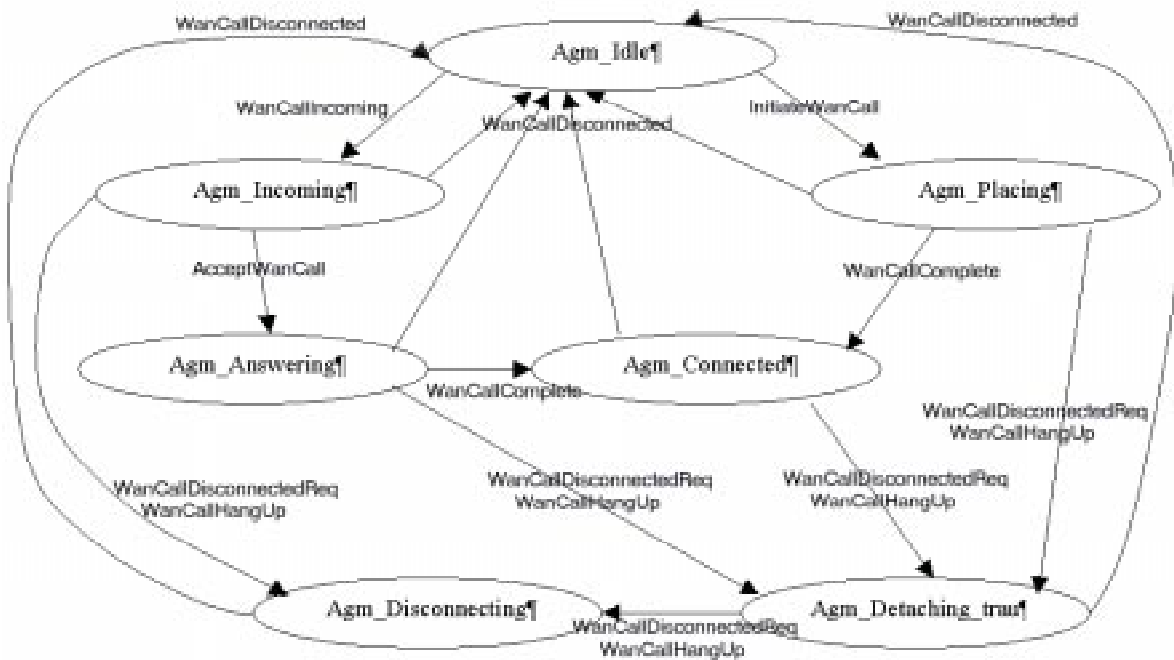 WanCallDisconnected
WanCallDisconnected
Agm_Idle¶
WanCallIncoming
WanCallDisconnected
InitiateWanCall
Agm_Incoming¶
Agm_Placing¶
AcceptWanCall
WanCallComplete
Agm_Answering¶
Agm_Connected¶
WanCallComplete
WanCallDisconnectedReq
WanCallHangUp
WanCallDisconnectedReq
WanCallHangUp
WanCallDisconnectedReq
WanCallHangUp
WanCallDisconnectedReq
WanCallHangUp
Agm_Disconnecting¶
Agm_Detaching_trun¶
WanCallDisconnectedReq
WanCallHangUp